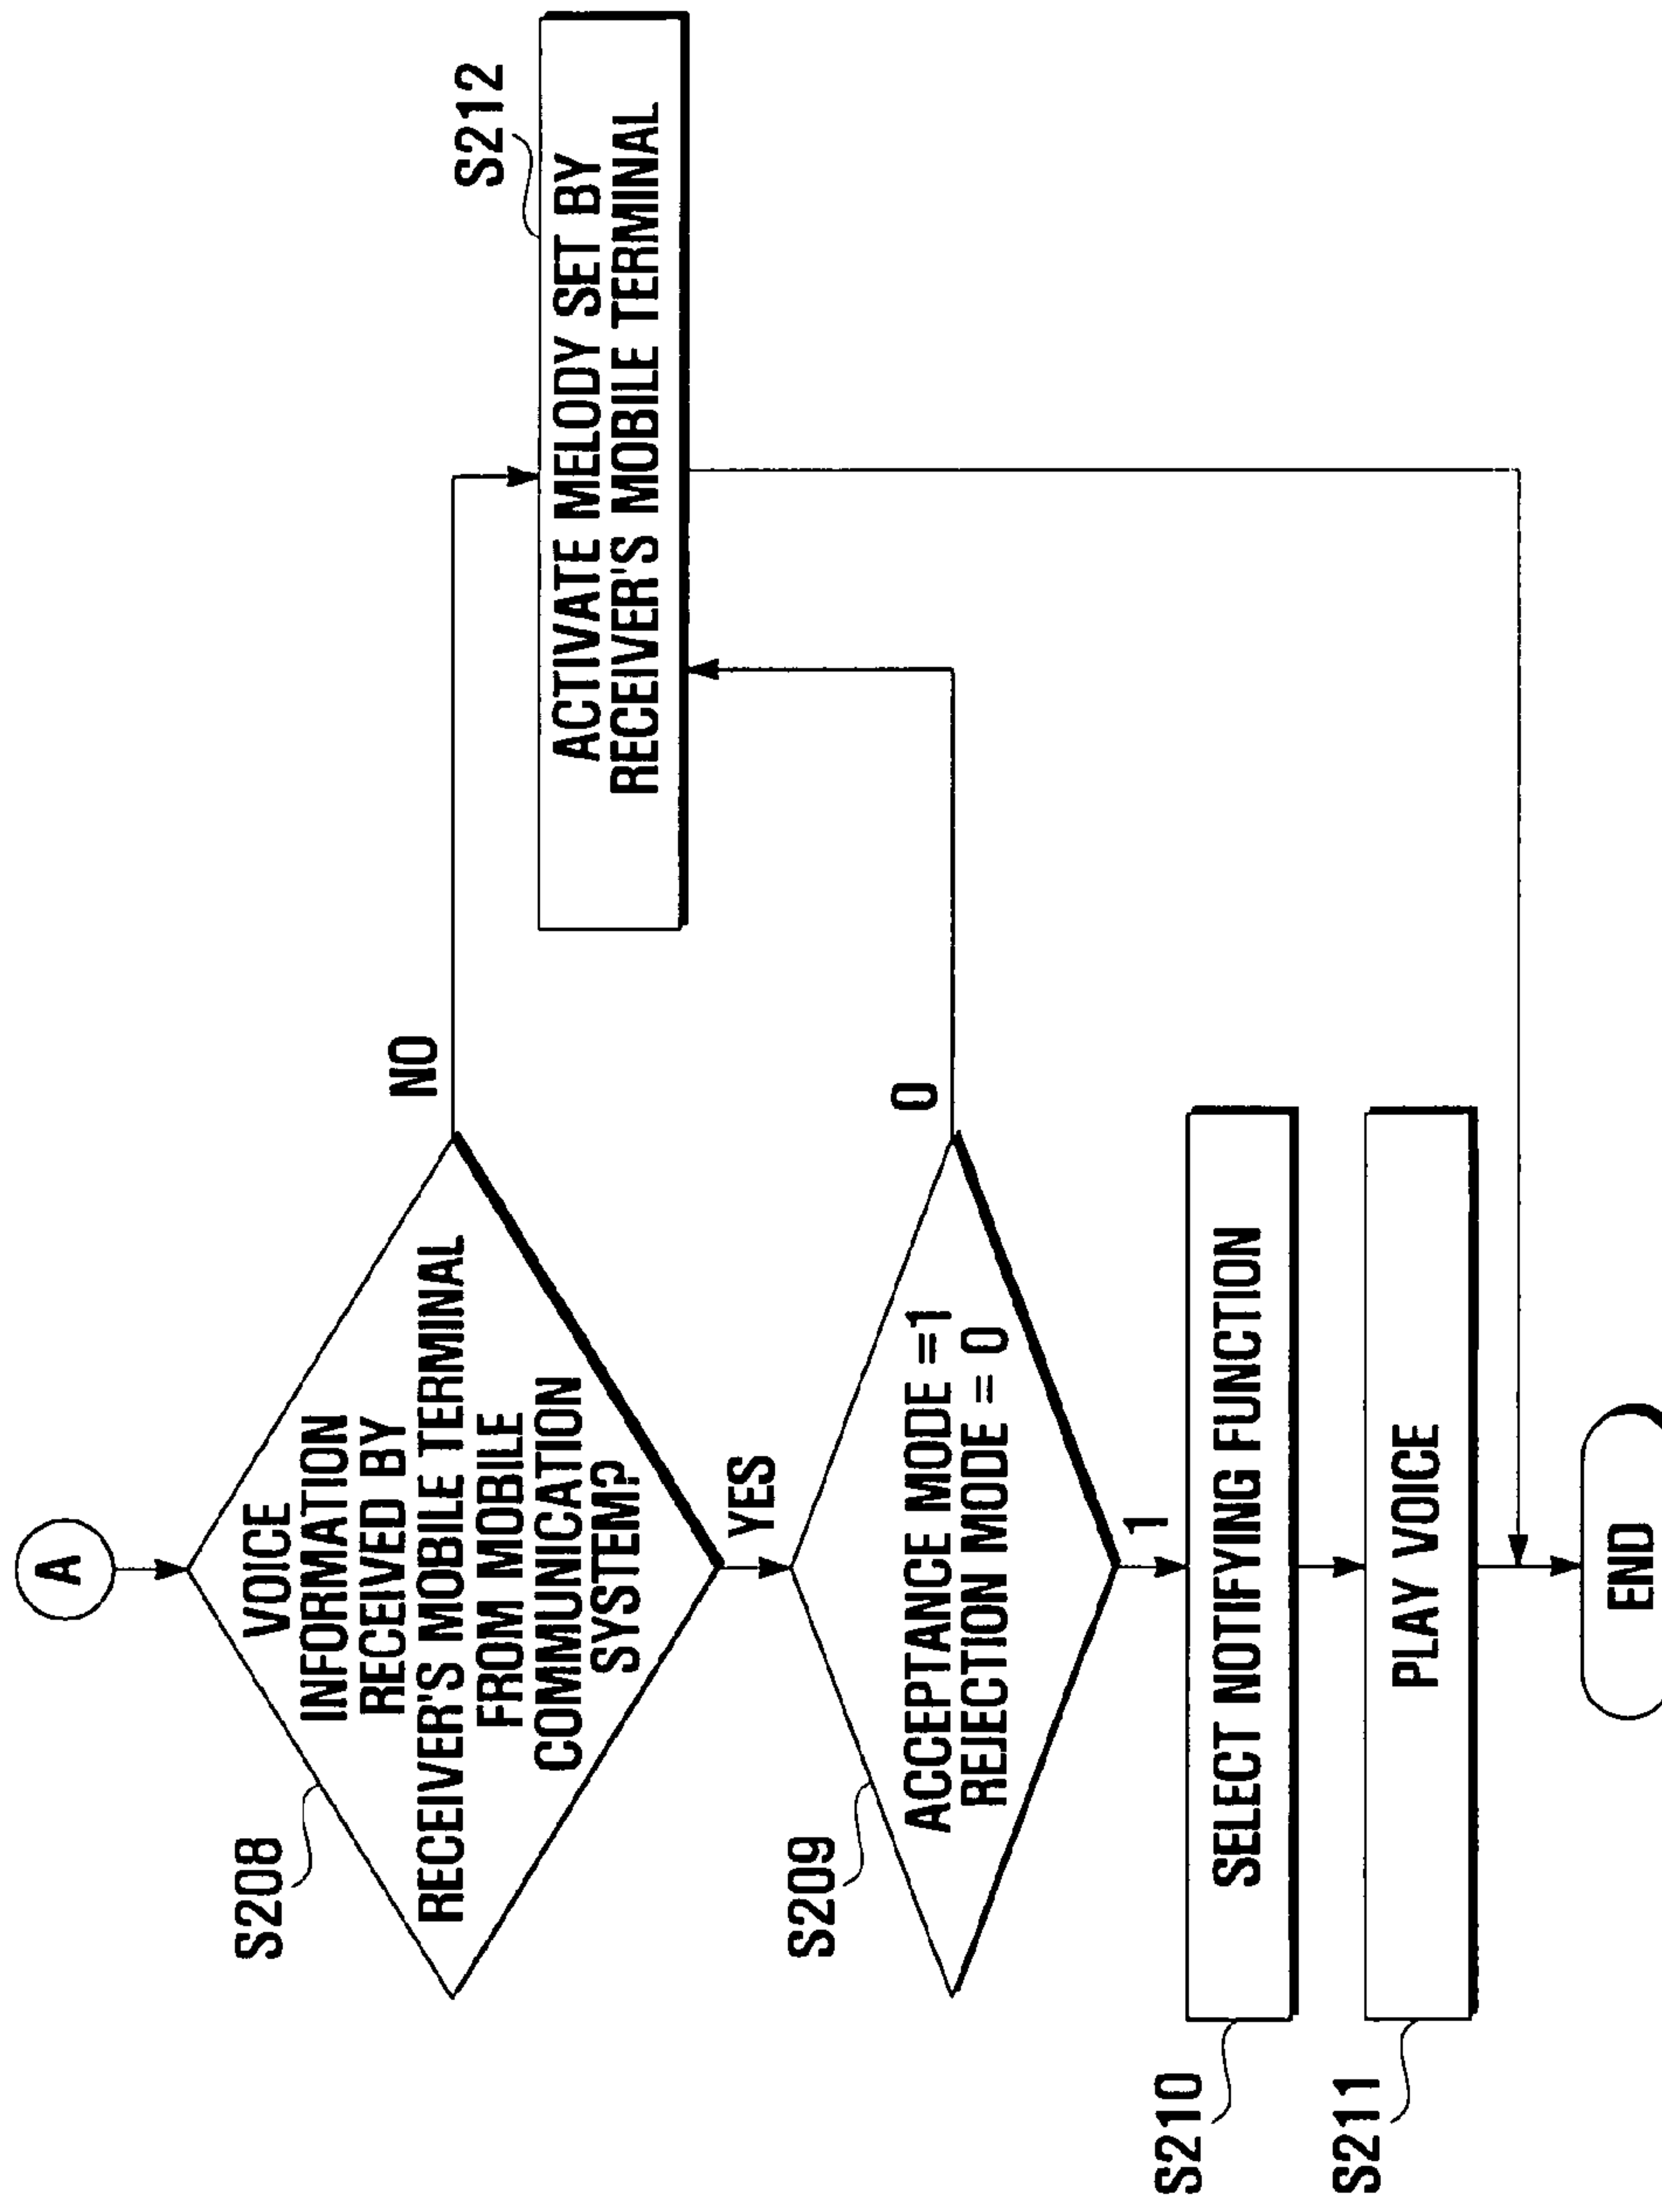 A
S208
VOICE
INFORMATION
RECEIVED BY
RECEIVER'S MOBILE TERMINAL
FROM MOBILE
COMMUNICATION
SYSTEM?
NO
YES
S212
ACTIVATE MELODY SET BY
RECEIVER'S MOBILE TERMINAL
S209
ACCEPTANCE MODE =1
REJECTION MODE = 0
0
1
S210
SELECT NOTIFYING FUNCTION
S211
PLAY VOICE
END